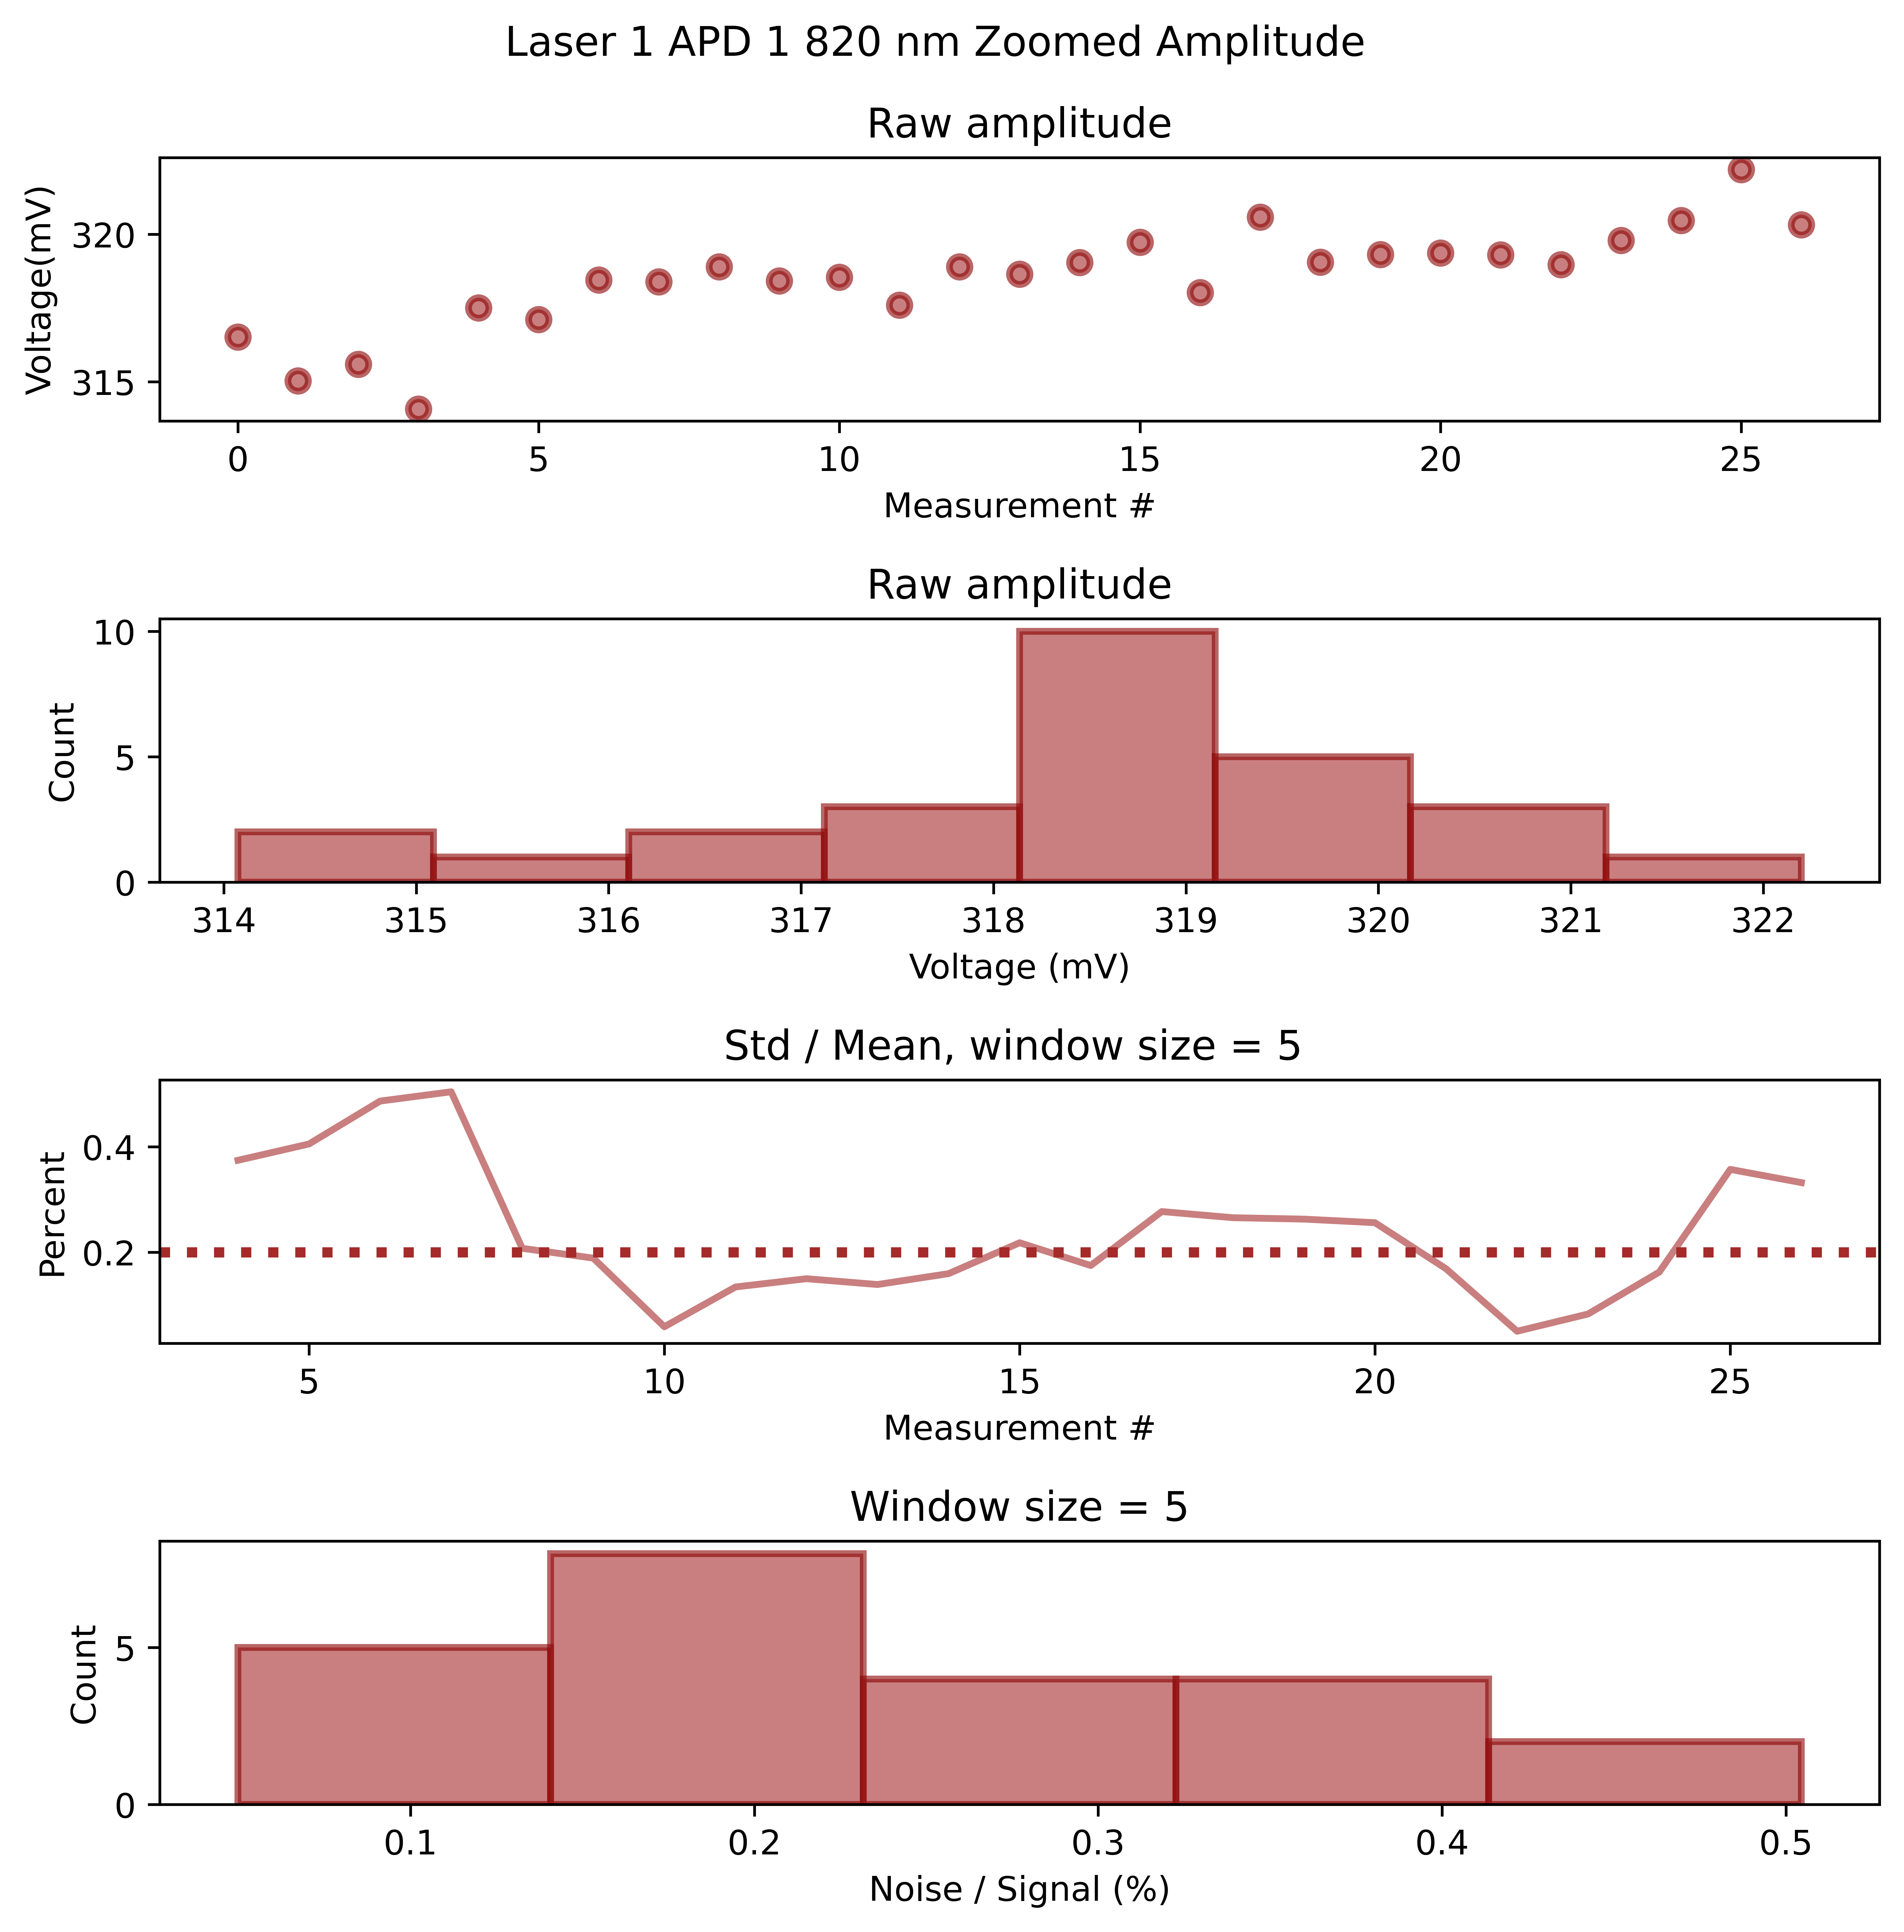 Laser 1 APD 1 820 nm Zoomed Amplitude
Raw amplitude
Voltage(mV)
320
315
0 5 10 15 20 25
Measurement #
Raw amplitude
Count
10
5
0
314 315 316 317 318 319 320 321 322
Voltage (mV)
Std / Mean, window size = 5
Percent
0.4
0.2
5 10 15 20 25
Measurement #
Window size = 5
Count
5
0
0.1 0.2 0.3 0.4 0.5
Noise / Signal (%)